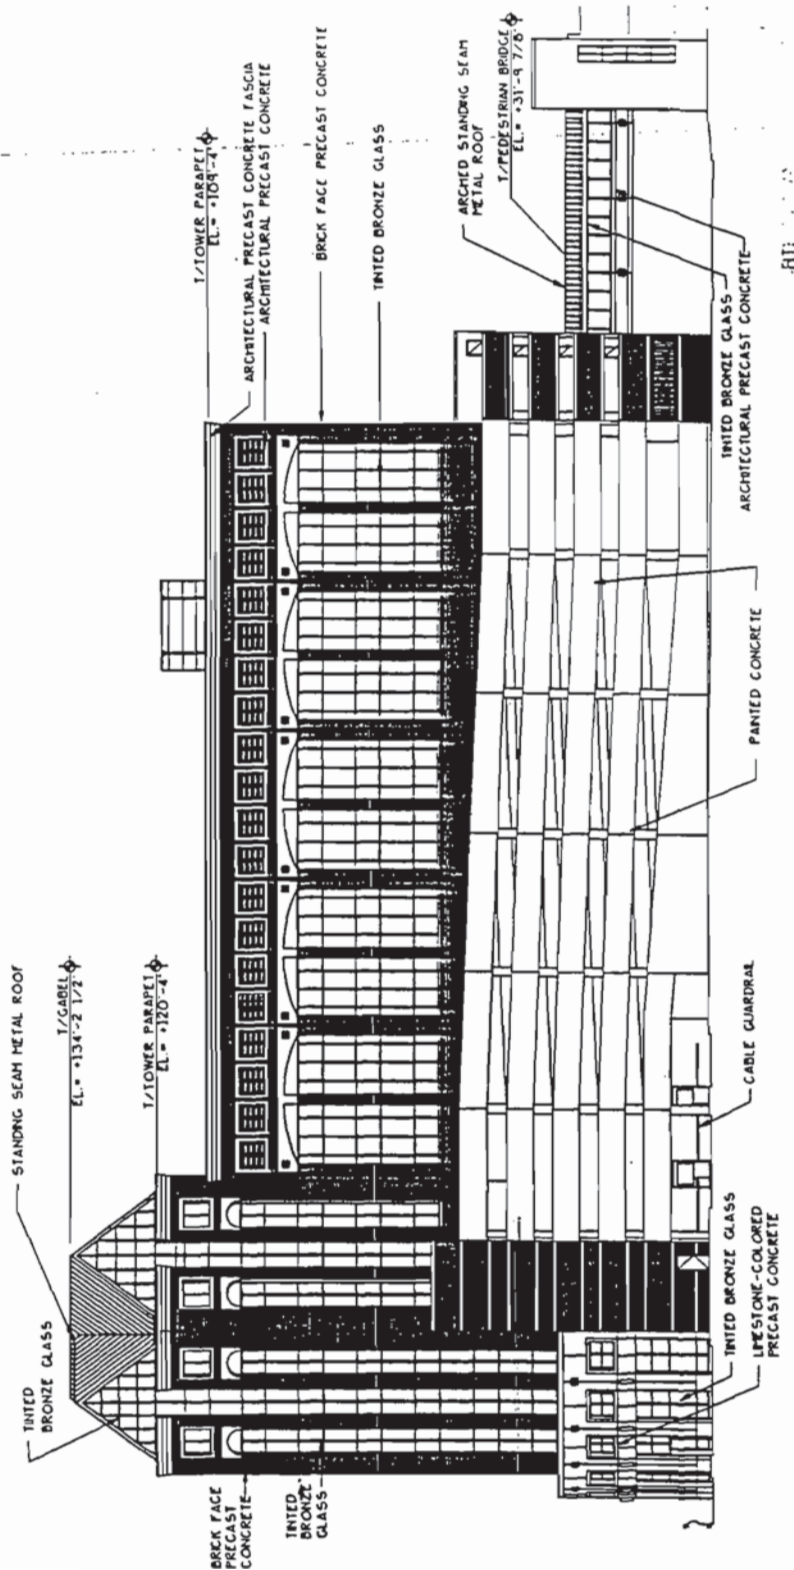 STANDING SEAM METAL ROOF
T/GABEL
EL.= +134'-2 1/2"
T/TOWER PARAPET
EL.= +120'-4"
TINTED
BRONZE GLASS
BRICK FACE
PRECAST
CONCRETE
TINTED
BRONZE
GLASS
T/TOWER PARAPET
EL.= +109'-4"
ARCHITECTURAL PRECAST CONCRETE FASCIA
ARCHITECTURAL PRECAST CONCRETE
BRICK FACE PRECAST CONCRETE
TINTED BRONZE GLASS
ARCHED STANDING SEAM
METAL ROOF
T/PEDESTRIAN BRIDGE
EL.= +31'-9 7/8"
TINTED BRONZE GLASS
LIMESTONE-COLORED
PRECAST CONCRETE
CABLE GUARDRAIL
PAINTED CONCRETE
TINTED BRONZE GLASS
ARCHITECTURAL PRECAST CONCRETE